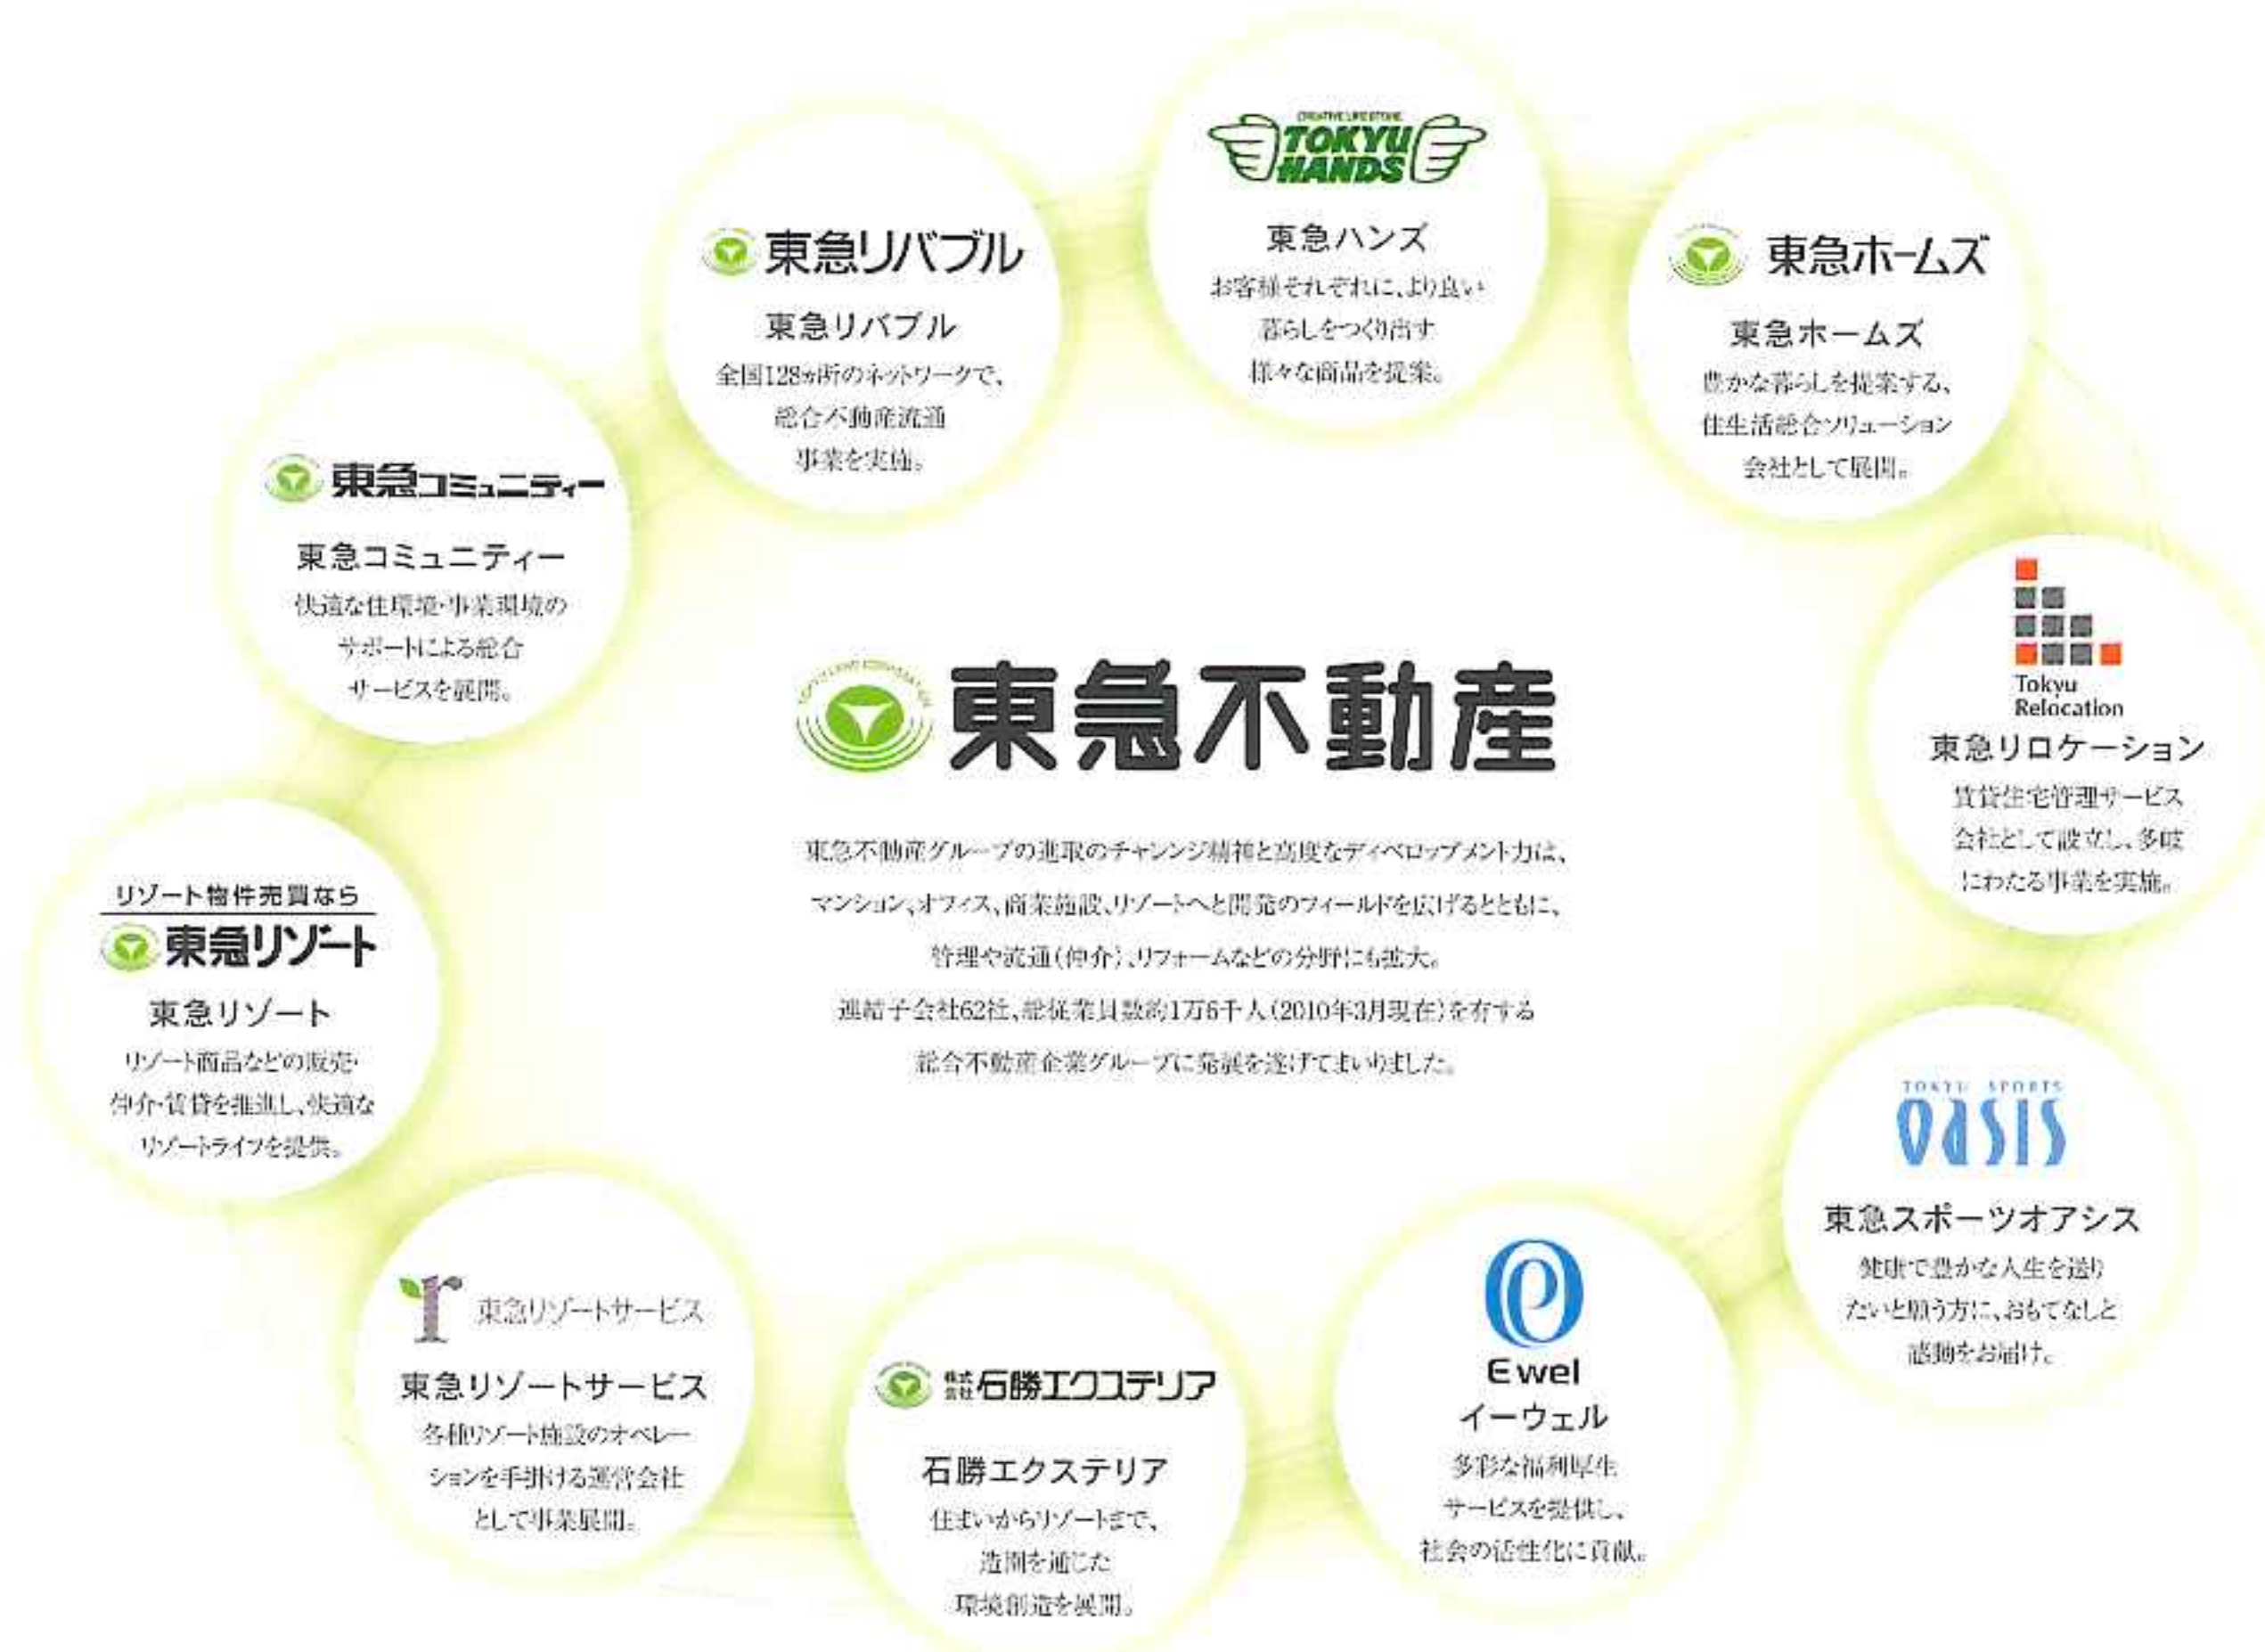 CREATIVE LIFE STORE
TOKYU
HANDS
東急ハンズ
お客様それぞれに、より良い
暮らしをつくり出す
様々な商品を提案。
東急リバブル
東急リバブル
全国128ヵ所のネットワークで、
総合不動産流通
事業を実施。
東急ホームズ
東急ホームズ
豊かな暮らしを提案する、
住生活総合ソリューション
会社として展開。
東急コミュニティー
東急コミュニティー
快適な住環境・事業環境の
サポートによる総合
サービスを展開。
Tokyu
Relocation
東急リロケーション
賃貸住宅管理サービス
会社として設立し、多岐
にわたる事業を実施。
東急不動産
東急不動産グループの進取のチャレンジ精神と高度なディベロップメント力は、
マンション、オフィス、商業施設、リゾートへと開発のフィールドを広げるとともに、
管理や流通(仲介)、リフォームなどの分野にも拡大。
連結子会社62社、総従業員数約1万6千人(2010年3月現在)を有する
総合不動産企業グループに発展を遂げてまいりました。
リゾート物件売買なら
東急リゾート
東急リゾート
リゾート商品などの販売・
仲介・賃貸を推進し、快適な
リゾートライフを提供。
TOKYU SPORTS
OASIS
東急スポーツオアシス
健康で豊かな人生を送り
たいと願う方に、おもてなしと
感動をお届け。
東急リゾートサービス
東急リゾートサービス
各種リゾート施設のオペレー
ションを手掛ける運営会社
として事業展開。
株式会社石勝エクステリア
石勝エクステリア
住まいからリゾートまで、
造園を通じた
環境創造を展開。
Ewel
イーウェル
多彩な福利厚生
サービスを提供し、
社会の活性化に貢献。